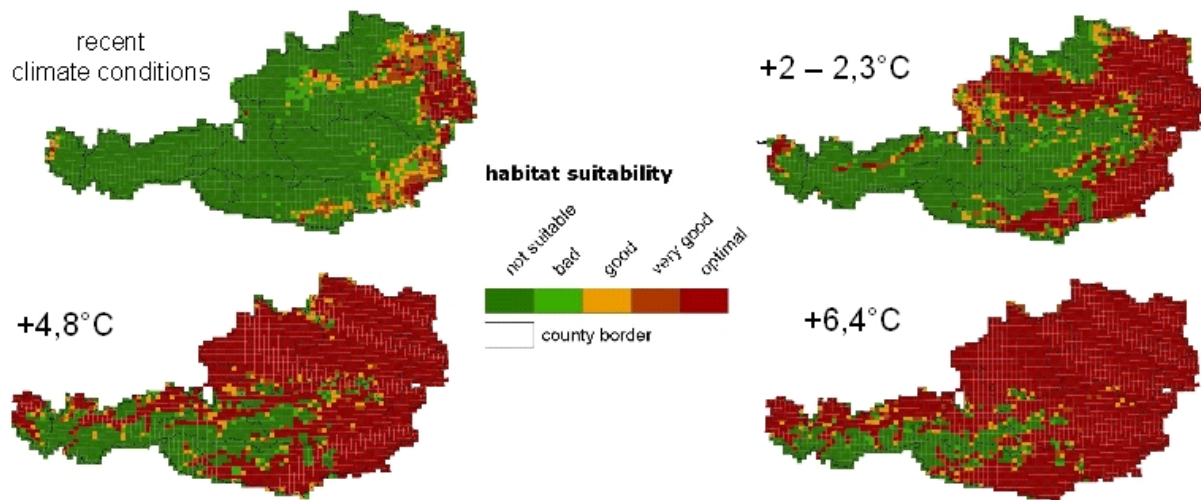 recent
climate conditions
+2 – 2,3°C
habitat suitability
not suitable
bad
good
very good
optimal
county border
+4,8°C
+6,4°C